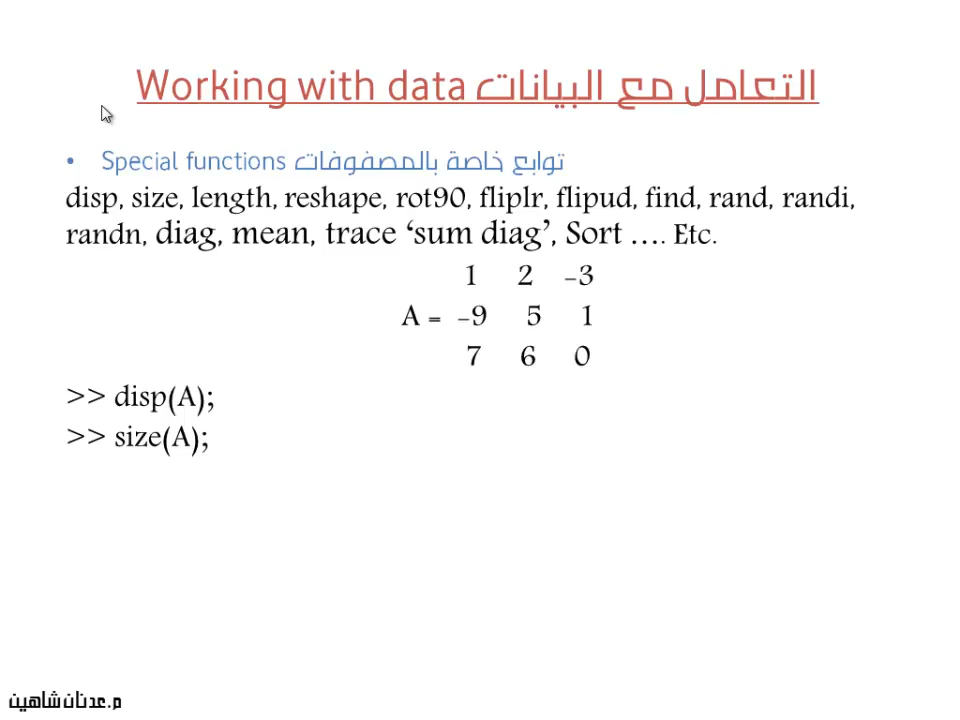 Working with data التعامل مع البيانات
• Special functions توابع خاصة بالمصفوفات
disp, size, length, reshape, rot90, fliplr, flipud, find, rand, randi,
randn, diag, mean, trace ‘sum diag’, Sort …. Etc.
1 2 -3
A = -9 5 1
7 6 0
>> disp(A);
>> size(A);
م.عدنان شاهين